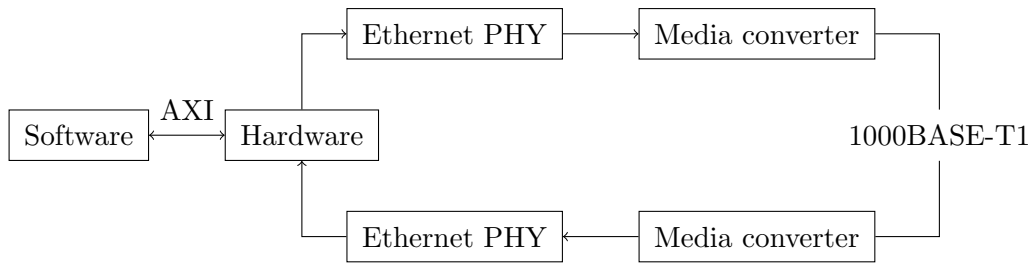 Ethernet PHY
Media converter
AXI
Software
Hardware
1000BASE-T1
Ethernet PHY
Media converter